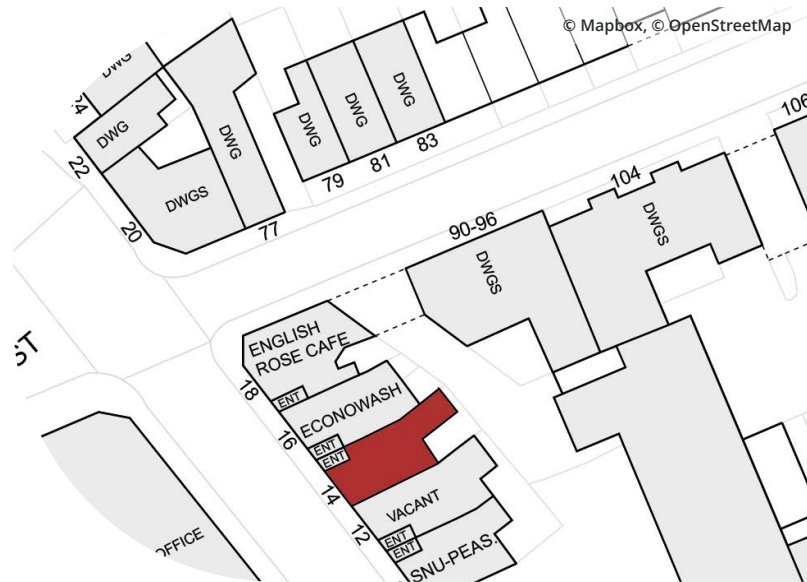 © Mapbox, © OpenStreetMap
DWG
24
DWG
22
DWG
DWGS
20
77
DWG
DWG
DWG
79
81
83
106
104
DWGS
90-96
DWGS
ST
ENGLISH
ROSE CAFE
18
ENT
ECONOWASH
16
ENT
ENT
14
VACANT
12
ENT
ENT
SNU-PEAS.
OFFICE